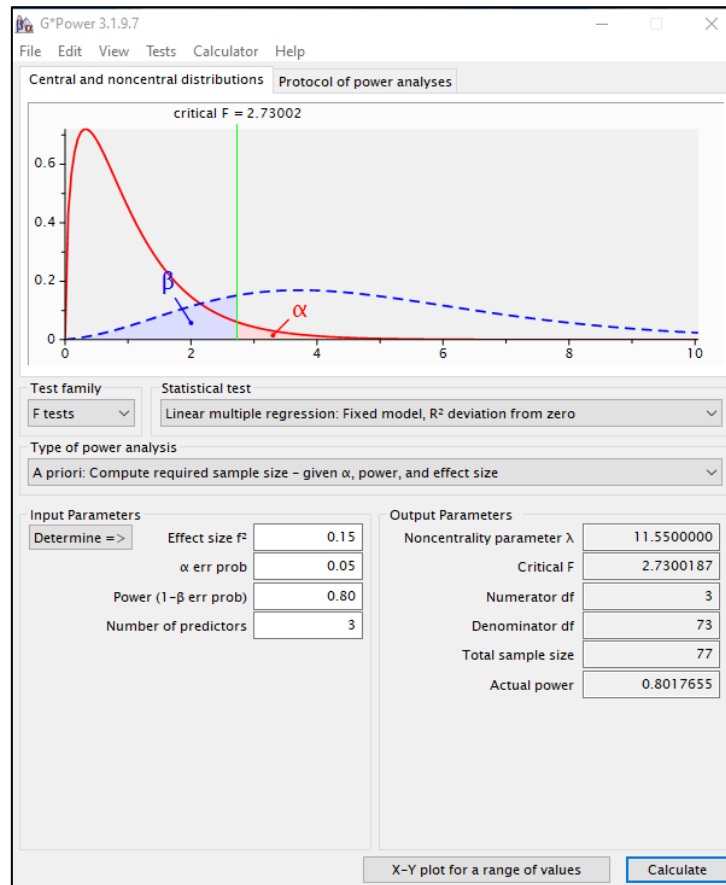 βα G*Power 3.1.9.7
File Edit View Tests Calculator Help
Central and noncentral distributions Protocol of power analyses
critical F = 2.73002
0.6
0.4
0.2
0
β
α
0 2 4 6 8 10
Test family Statistical test
F tests Linear multiple regression: Fixed model, R² deviation from zero
Type of power analysis
A priori: Compute required sample size – given α, power, and effect size
Input Parameters Output Parameters
Determine => Effect size f² 0.15 Noncentrality parameter λ 11.5500000
α err prob 0.05 Critical F 2.7300187
Power (1-β err prob) 0.80 Numerator df 3
Number of predictors 3 Denominator df 73
Total sample size 77
Actual power 0.8017655
X-Y plot for a range of values Calculate